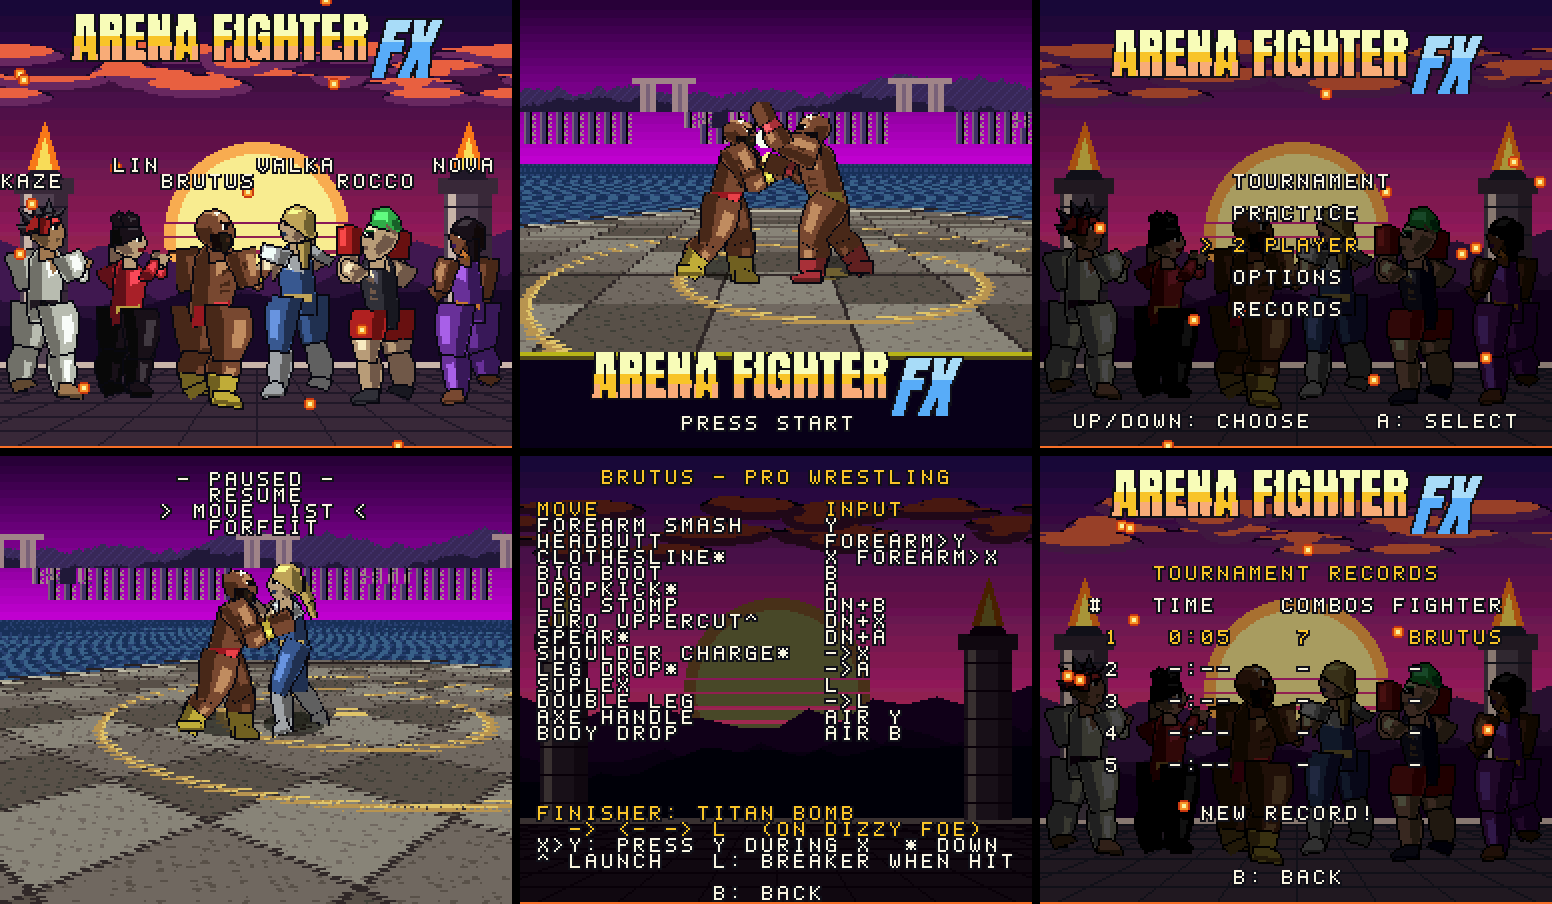 ARENA FIGHTER FX
LIN WALKA NOVA
KAZE BRUTUS ROCCO
ARENA FIGHTER FX
PRESS START
ARENA FIGHTER FX
TOURNAMENT
PRACTICE
> 2 PLAYER
OPTIONS
RECORDS
UP/DOWN: CHOOSE A: SELECT
- PAUSED -
RESUME
> MOVE LIST <
FORFEIT
BRUTUS - PRO WRESTLING
MOVE INPUT
FOREARM SMASH Y
HEADBUTT FOREARM>Y
CLOTHESLINE* X FOREARM>X
BIG BOOT B
DROPKICK* A
LEG STOMP DN+B
EURO UPPERCUT^ DN+X
SPEAR* DN+A
SHOULDER CHARGE* ->X
LEG DROP* ->A
SUPLEX L
DOUBLE LEG ->L
AXE HANDLE AIR Y
BODY DROP AIR B
FINISHER: TITAN BOMB
-> <- -> L (ON DIZZY FOE)
X>Y: PRESS Y DURING X * DOWN
^ LAUNCH L: BREAKER WHEN HIT
B: BACK
ARENA FIGHTER FX
TOURNAMENT RECORDS
# TIME COMBOS FIGHTER
1 0:05 7 BRUTUS
2 -:-- - -
3 -:-- - -
4 -:-- - -
5 -:-- - -
NEW RECORD!
B: BACK